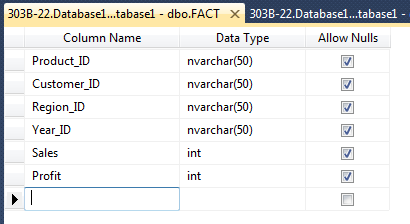 303B-22.Database1...tabase1 - dbo.FACT 303B-22.Database1...tabase1 - dbo
Column Name Data Type Allow Nulls
Product_ID nvarchar(50)
Customer_ID nvarchar(50)
Region_ID nvarchar(50)
Year_ID nvarchar(50)
Sales int
Profit int